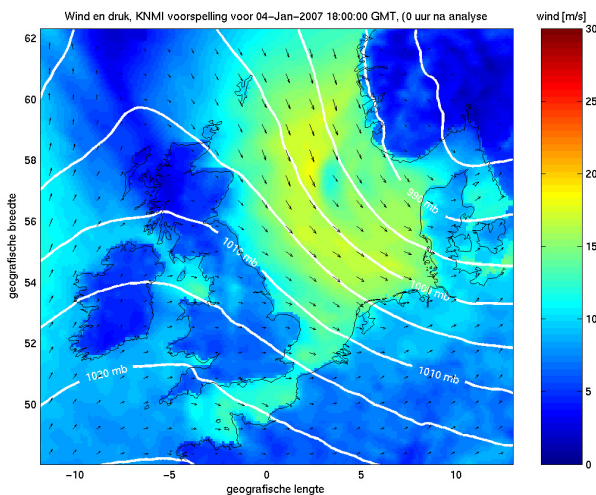 Wind en druk, KNMI voorspelling voor 04-Jan-2007 18:00:00 GMT, (0 uur na analyse
wind [m/s]
geografische breedte
62
60
58
56
54
52
50
990 mb
1010 mb
1000 mb
1020 mb
1010 mb
-10
-5
0
5
10
geografische lengte
30
25
20
15
10
5
0